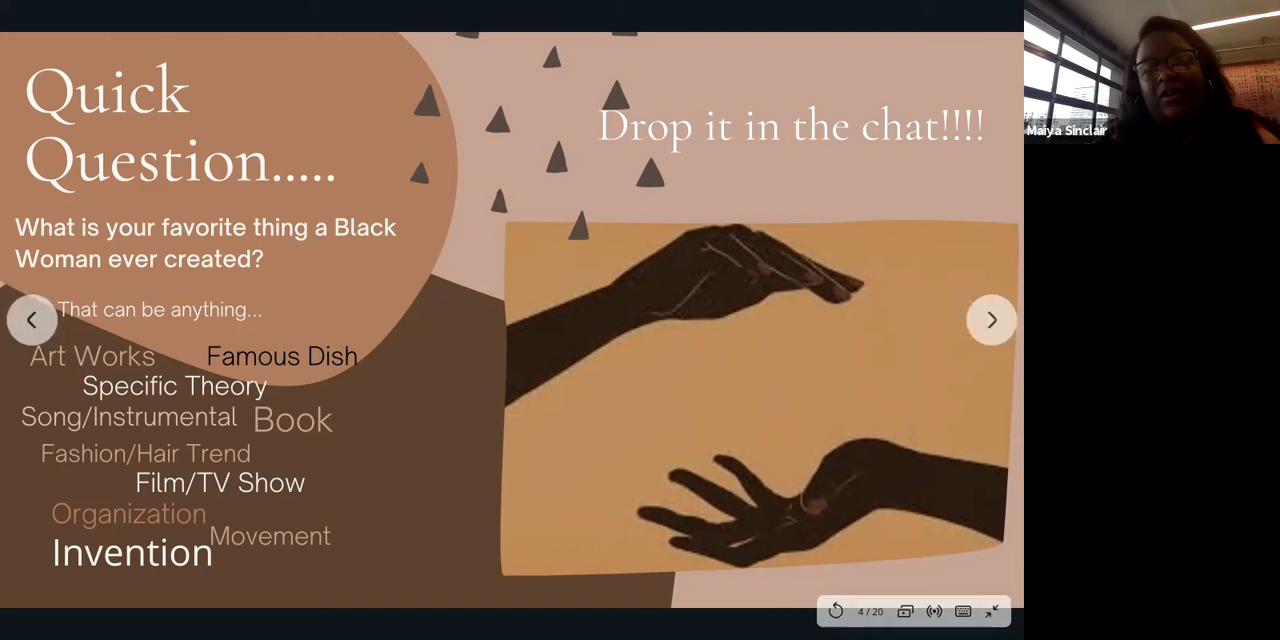 Quick
Question.....
Drop it in the chat!!!!
What is your favorite thing a Black
Woman ever created?
That can be anything...
Art Works
Famous Dish
Specific Theory
Song/Instrumental
Book
Fashion/Hair Trend
Film/TV Show
Organization
Movement
Invention
Maiya Sinclair
4 / 20